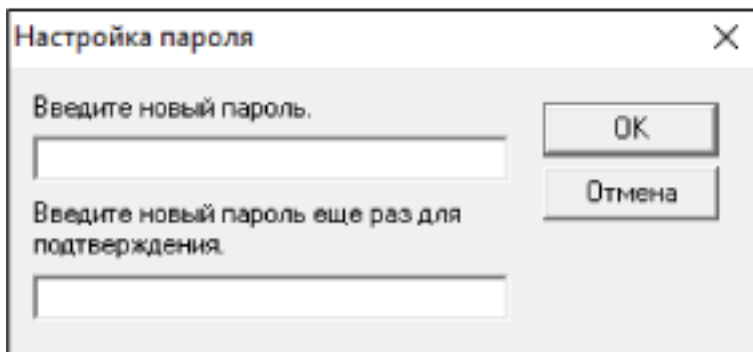 Настройка пароля
Введите новый пароль.
OK
Отмена
Введите новый пароль еще раз для
подтверждения.